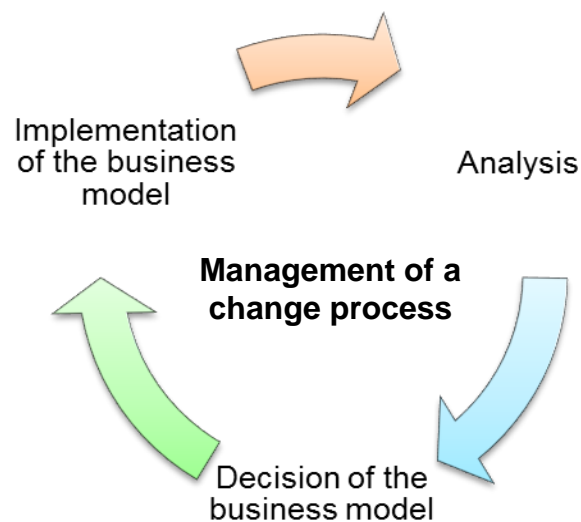 Implementation
of the business
model
Analysis
Management of a
change process
Decision of the
business model